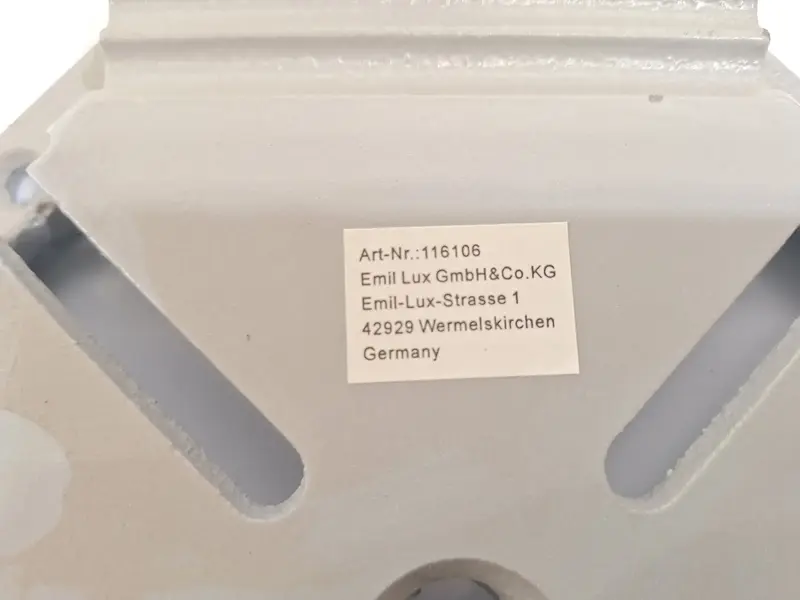 Art-Nr.:116106
Emil Lux GmbH&Co.KG
Emil-Lux-Strasse 1
42929 Wermelskirchen
Germany